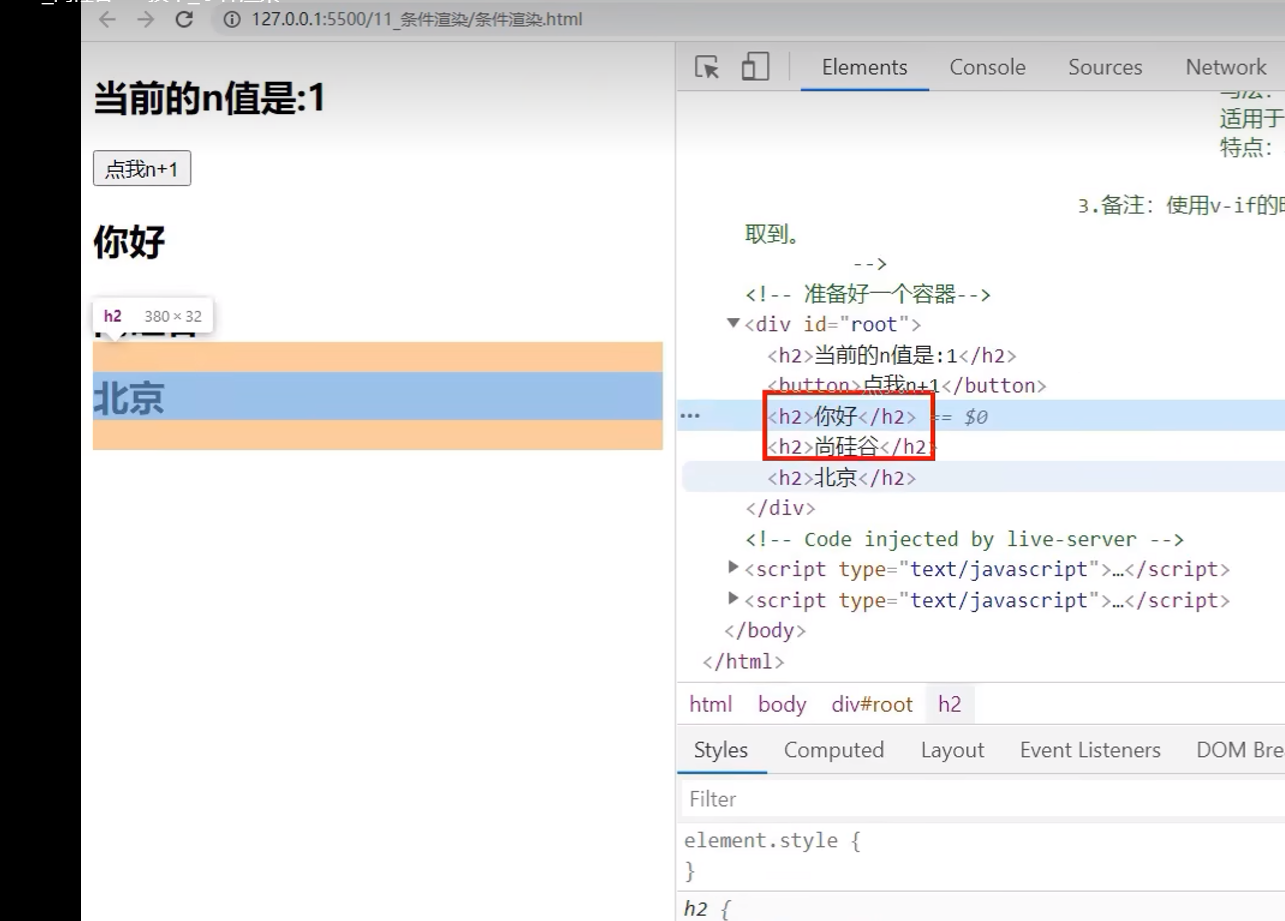 127.0.0.1:5500/11_条件渲染/条件渲染.html
当前的n值是:1
点我n+1
你好
h2 380 × 32
北京
Elements Console Sources Network
写法:
适用于
特点:
3.备注: 使用v-if的时
取到。
-->
<!-- 准备好一个容器-->
<div id="root">
<h2>当前的n值是:1</h2>
<button>点我n+1</button>
<h2>你好</h2> == $0
<h2>尚硅谷</h2>
<h2>北京</h2>
</div>
<!-- Code injected by live-server -->
<script type="text/javascript">…</script>
<script type="text/javascript">…</script>
</body>
</html>
html body div#root h2
Styles Computed Layout Event Listeners DOM Bre
Filter
element.style {
}
h2 {